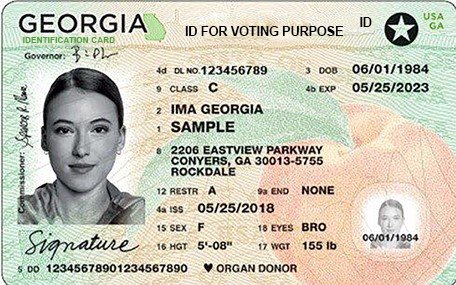 GEORGIA ID FOR VOTING PURPOSE ID USA
IDENTIFICATION CARD GA
Governor:
4d DL NO.123456789 3 DOB 06/01/1984
9 CLASS C 4b EXP 05/25/2023
2 IMA GEORGIA
1 SAMPLE
8 2206 EASTVIEW PARKWAY
CONYERS, GA 30013-5755
ROCKDALE
Commissioner:
12 RESTR A 9a END NONE
4a ISS 05/25/2018
15 SEX F 18 EYES BRO
06/01/1984
Signature 16 HGT 5'-08" 17 WGT 155 lb
5 DD 12345678901234567890 ♥ ORGAN DONOR